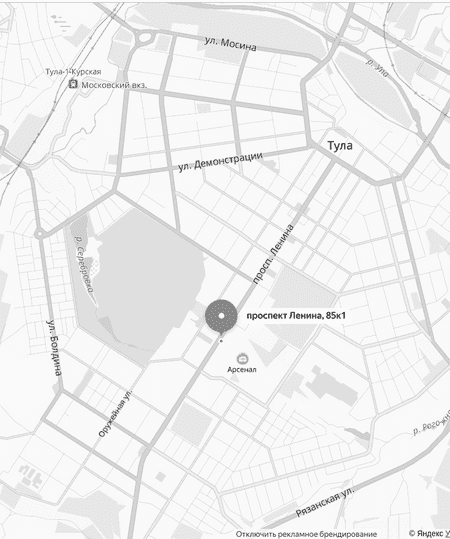 ул. Мосина
р. Упа
Тула-1-Курская
Московский вкз.
Тула
ул. Демонстрации
просп. Ленина
р. Серебровка
проспект Ленина, 85к1
ул. Болдина
Арсенал
Оружейная ул.
Рязанская ул.
Отключить рекламное брендирование
© Яндекс